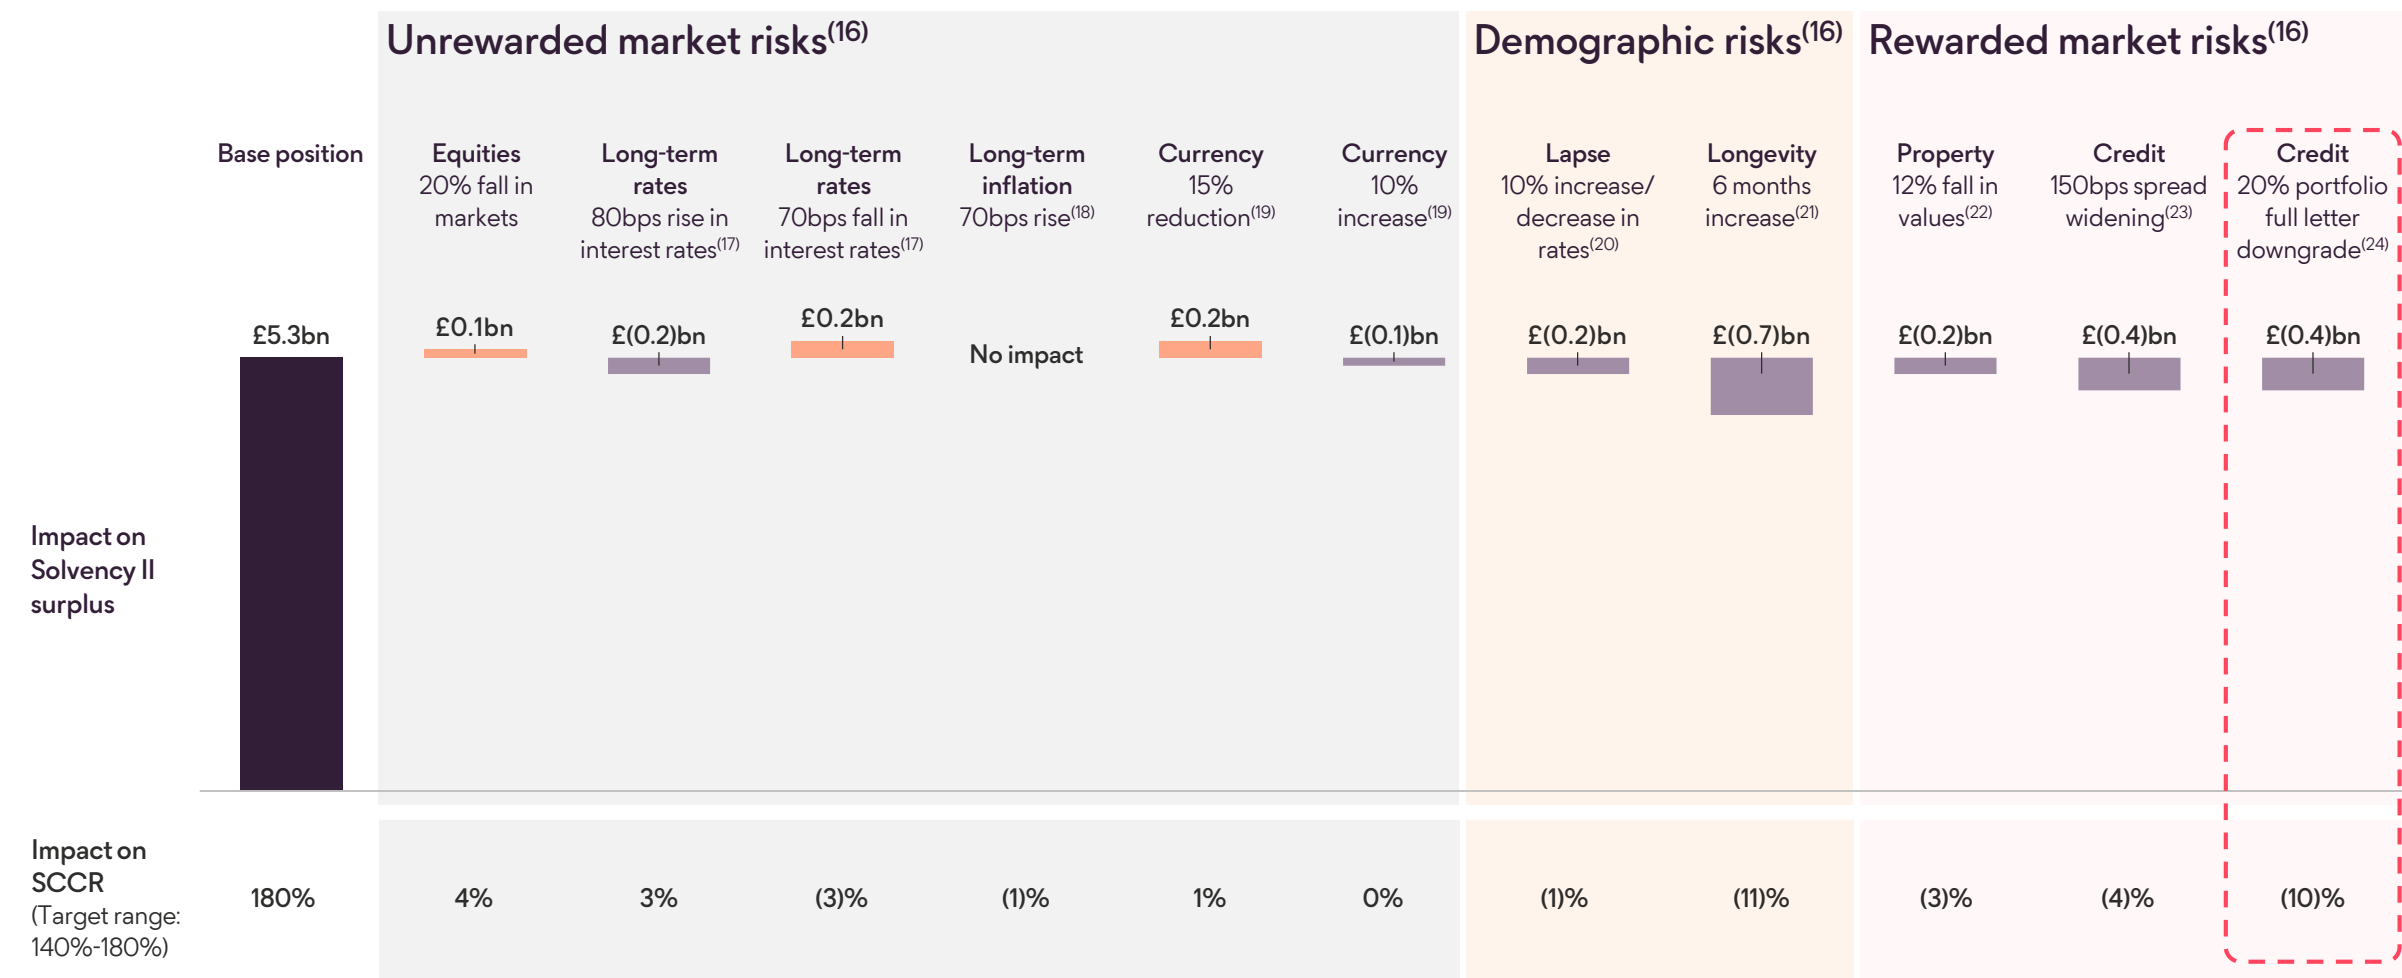 Unrewarded market risks(16)
Demographic risks(16)
Rewarded market risks(16)
Base position
Equities
20% fall in
markets
Long-term
rates
80bps rise in
interest rates(17)
Long-term
rates
70bps fall in
interest rates(17)
Long-term
inflation
70bps rise(18)
Currency
15%
reduction(19)
Currency
10%
increase(19)
Lapse
10% increase/
decrease in
rates(20)
Longevity
6 months
increase(21)
Property
12% fall in
values(22)
Credit
150bps spread
widening(23)
Credit
20% portfolio
full letter
downgrade(24)
Impact on
Solvency II
surplus
£5.3bn
£0.1bn
£(0.2)bn
£0.2bn
No impact
£0.2bn
£(0.1)bn
£(0.2)bn
£(0.7)bn
£(0.2)bn
£(0.4)bn
£(0.4)bn
Impact on
SCCR
(Target range:
140%-180%)
180%
4%
3%
(3)%
(1)%
1%
0%
(1)%
(11)%
(3)%
(4)%
(10)%